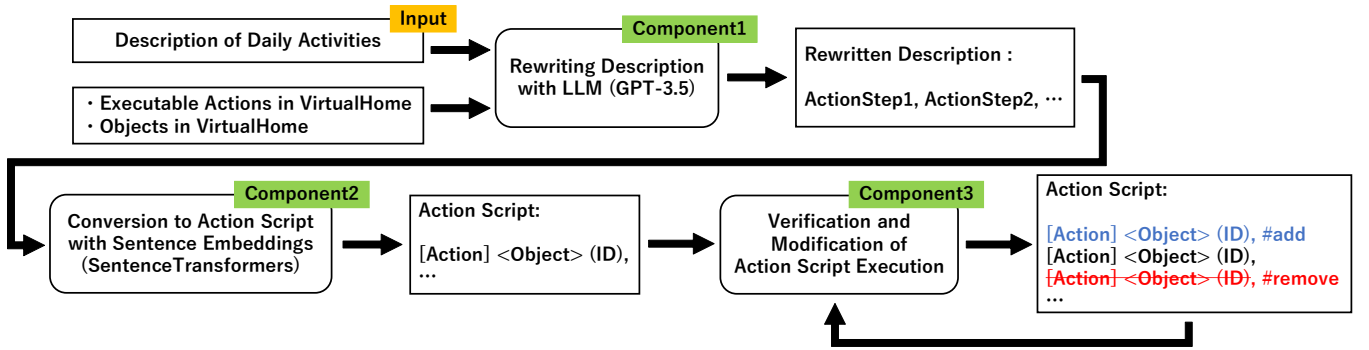 Input
Description of Daily Activities
・Executable Actions in VirtualHome
・Objects in VirtualHome
Component1
Rewriting Description
with LLM (GPT-3.5)
Rewritten Description :
ActionStep1, ActionStep2, …
Component2
Conversion to Action Script
with Sentence Embeddings
(SentenceTransformers)
Action Script:
[Action] <Object> (ID),
…
Component3
Verification and
Modification of
Action Script Execution
Action Script:
[Action] <Object> (ID), #add
[Action] <Object> (ID),
[Action] <Object> (ID), #remove
…